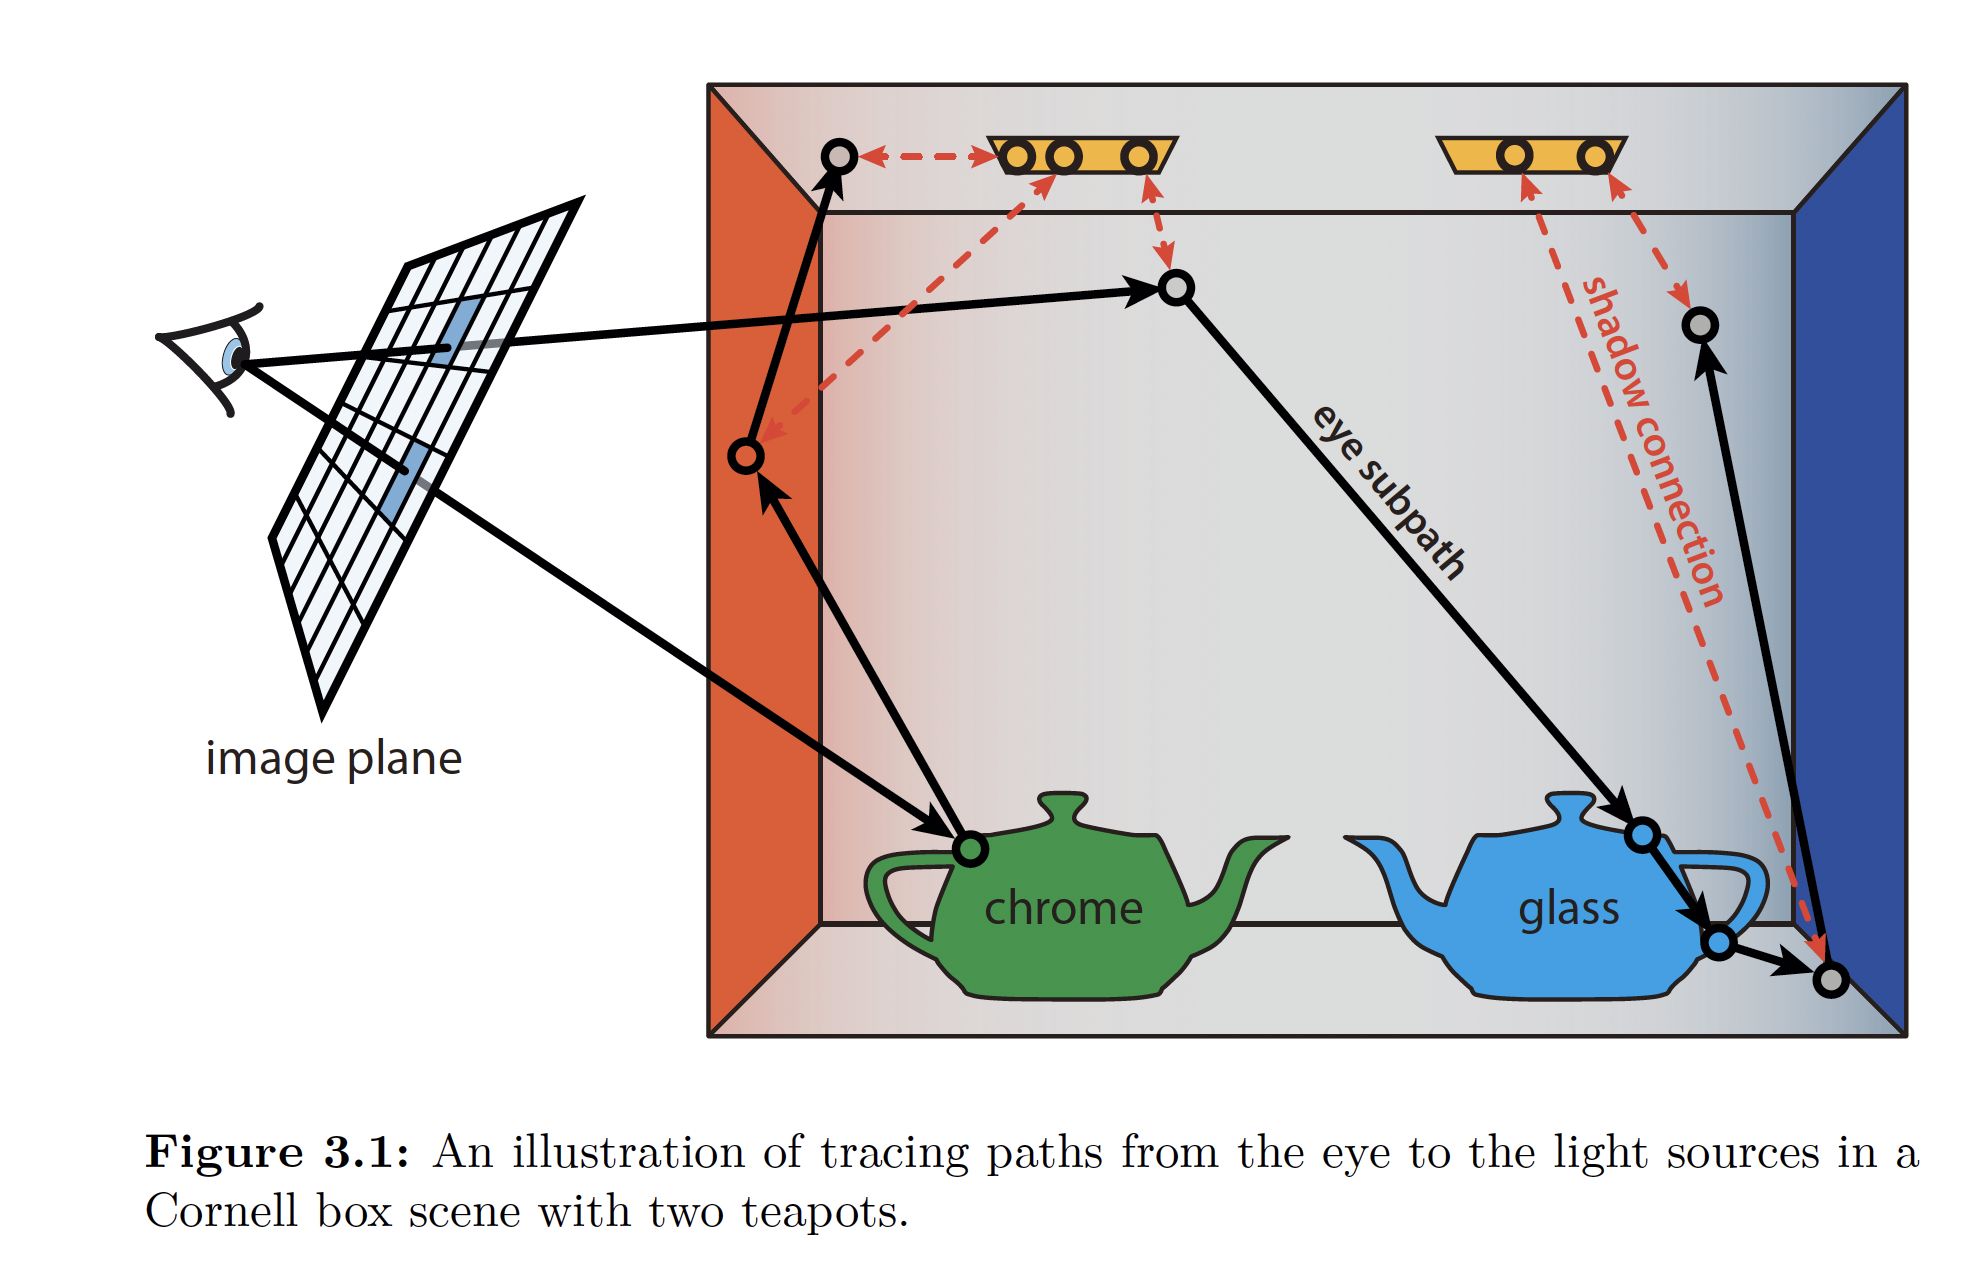 eye subpath
shadow connection
image plane
chrome
glass
Figure 3.1: An illustration of tracing paths from the eye to the light sources in a
Cornell box scene with two teapots.